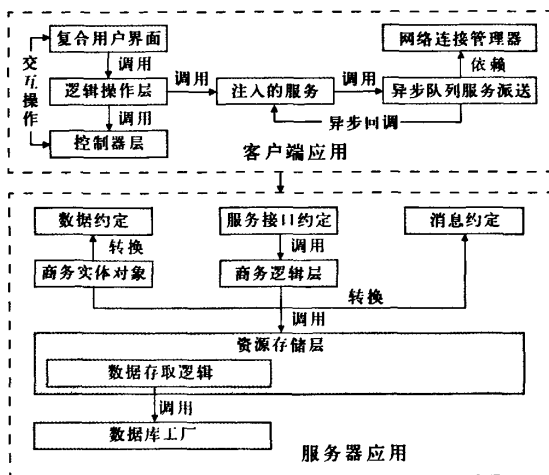 复合用户界面
网络连接管理器
调用
依赖
交互操作
逻辑操作层
调用
注入的服务
调用
异步队列服务派送
调用
异步回调
控制器层
客户端应用
数据约定
服务接口约定
消息约定
转换
调用
商务实体对象
商务逻辑层
转换
调用
资源存储层
数据存取逻辑
调用
数据库工厂
服务器应用